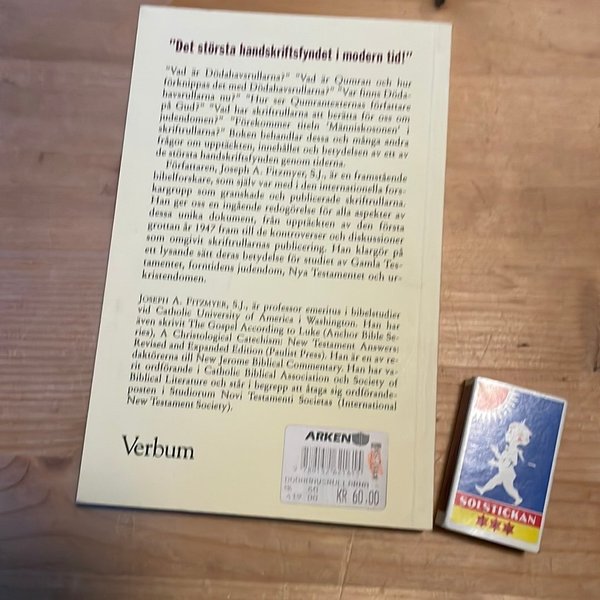 "Det största handskriftsfyndet i modern tid!"
"Vad är Dödahavsrullarna?" "Vad är Qumran och hur
förknippas det med Dödahavsrullarna?" "Var finns Döda-
havsrullarna nu?" "Hur ser Qumrantexternas författare
på Gud?" "Vad har skriftrullarna att berätta för oss om
judendomen?" "Förekommer titeln 'Människosonen' i
skriftrullarna?" Boken behandlar dessa och många andra
frågor om upptäckten, innehållet och betydelsen av ett av
de största handskriftsfynden genom tiderna.
Författaren, Joseph A. Fitzmyer, S.J., är en framstående
bibelforskare, som själv var med i den internationella fors-
kargrupp som granskade och publicerade skriftrullarna.
Han ger oss en ingående redogörelse för alla aspekter av
dessa unika dokument, från upptäckten av den första
grottan år 1947 fram till de kontroverser och diskussioner
som omgivit skriftrullarnas publicering. Han klargör på
ett lysande sätt deras betydelse för studiet av Gamla Tes-
tamentet, forntidens judendom, Nya Testamentet och ur-
kristendomen.
JOSEPH A. FITZMYER, S.J., är professor emeritus i bibelstudier
vid Catholic University of America i Washington. Han har
även skrivit The Gospel According to Luke (Anchor Bible Se-
ries), A Christological Catechism: New Testament Answers;
Revised and Expanded Edition (Paulist Press). Han är en av re-
daktörerna till New Jerome Biblical Commentary. Han har va-
rit ordförande i Catholic Biblical Association och Society of
Biblical Literature och står i begrepp att åtaga sig ordförande-
posten i Studiorum Novi Testamenti Societas (International
New Testament Society).
Verbum
ARKEN
DÖDAHAVSRULLARNA
60
419.00 KR 60.00
SOLSTICKAN